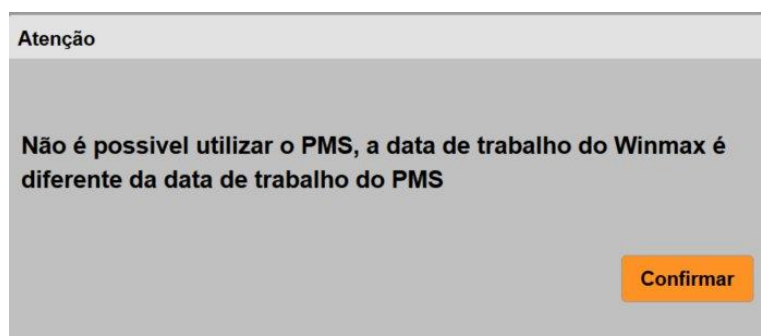 Atenção
Não é possivel utilizar o PMS, a data de trabalho do Winmax é
diferente da data de trabalho do PMS
Confirmar